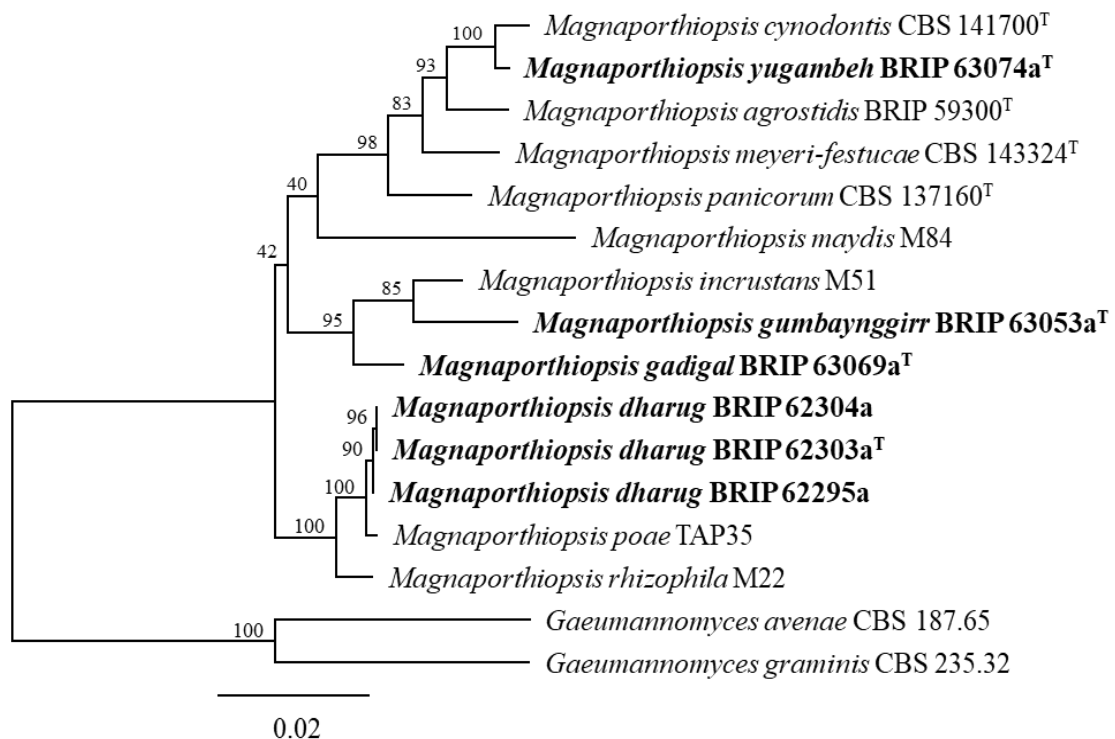 100 Magnaporthiopsis cynodontis CBS 141700ᵀ
93 Magnaporthiopsis yugambeh BRIP 63074aᵀ
83 Magnaporthiopsis agrostidis BRIP 59300ᵀ
98 Magnaporthiopsis meyeri-festucae CBS 143324ᵀ
40 Magnaporthiopsis panicorum CBS 137160ᵀ
42 Magnaporthiopsis maydis M84
85 Magnaporthiopsis incrustans M51
95 Magnaporthiopsis gumbaynggirr BRIP 63053aᵀ
Magnaporthiopsis gadigal BRIP 63069aᵀ
96 Magnaporthiopsis dharug BRIP 62304a
90 Magnaporthiopsis dharug BRIP 62303aᵀ
100 Magnaporthiopsis dharug BRIP 62295a
100 Magnaporthiopsis poae TAP35
Magnaporthiopsis rhizophila M22
100 Gaeumannomyces avenae CBS 187.65
Gaeumannomyces graminis CBS 235.32
0.02